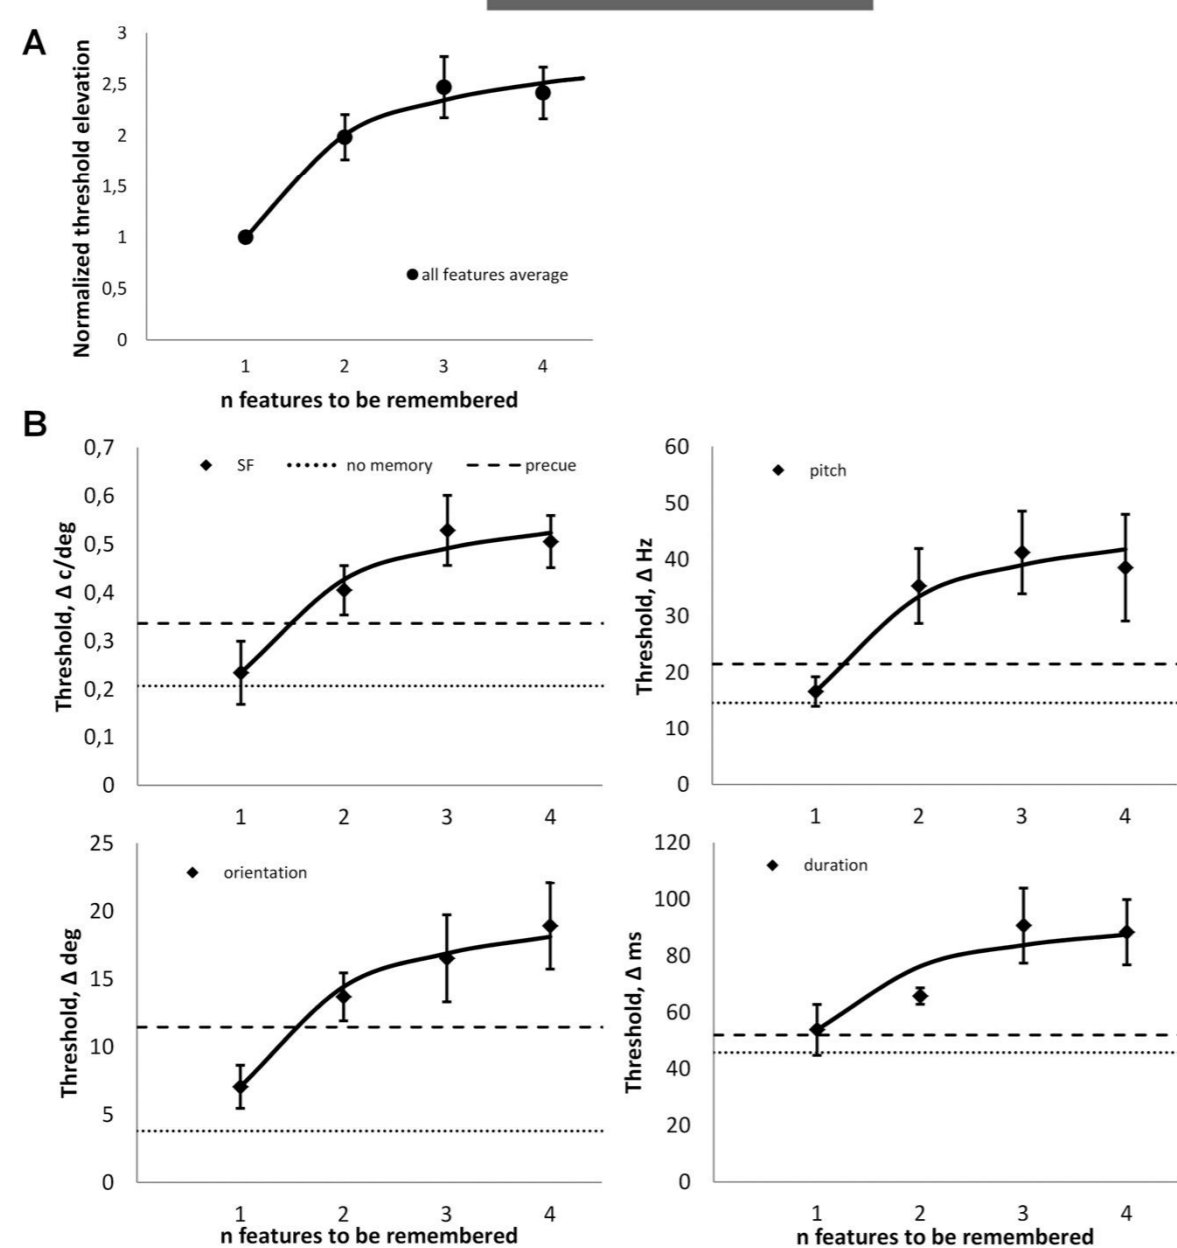 A
Normalized threshold elevation
3
2,5
2
1,5
1
0,5
0
all features average
1 2 3 4
n features to be remembered
B
Threshold, Δ c/deg
0,7
0,6
0,5
0,4
0,3
0,2
0,1
0
SF no memory precue
1 2 3 4
Threshold, Δ Hz
60
50
40
30
20
10
0
pitch
1 2 3 4
Threshold, Δ deg
25
20
15
10
5
0
orientation
1 2 3 4
n features to be remembered
Threshold, Δ ms
120
100
80
60
40
20
0
duration
1 2 3 4
n features to be remembered